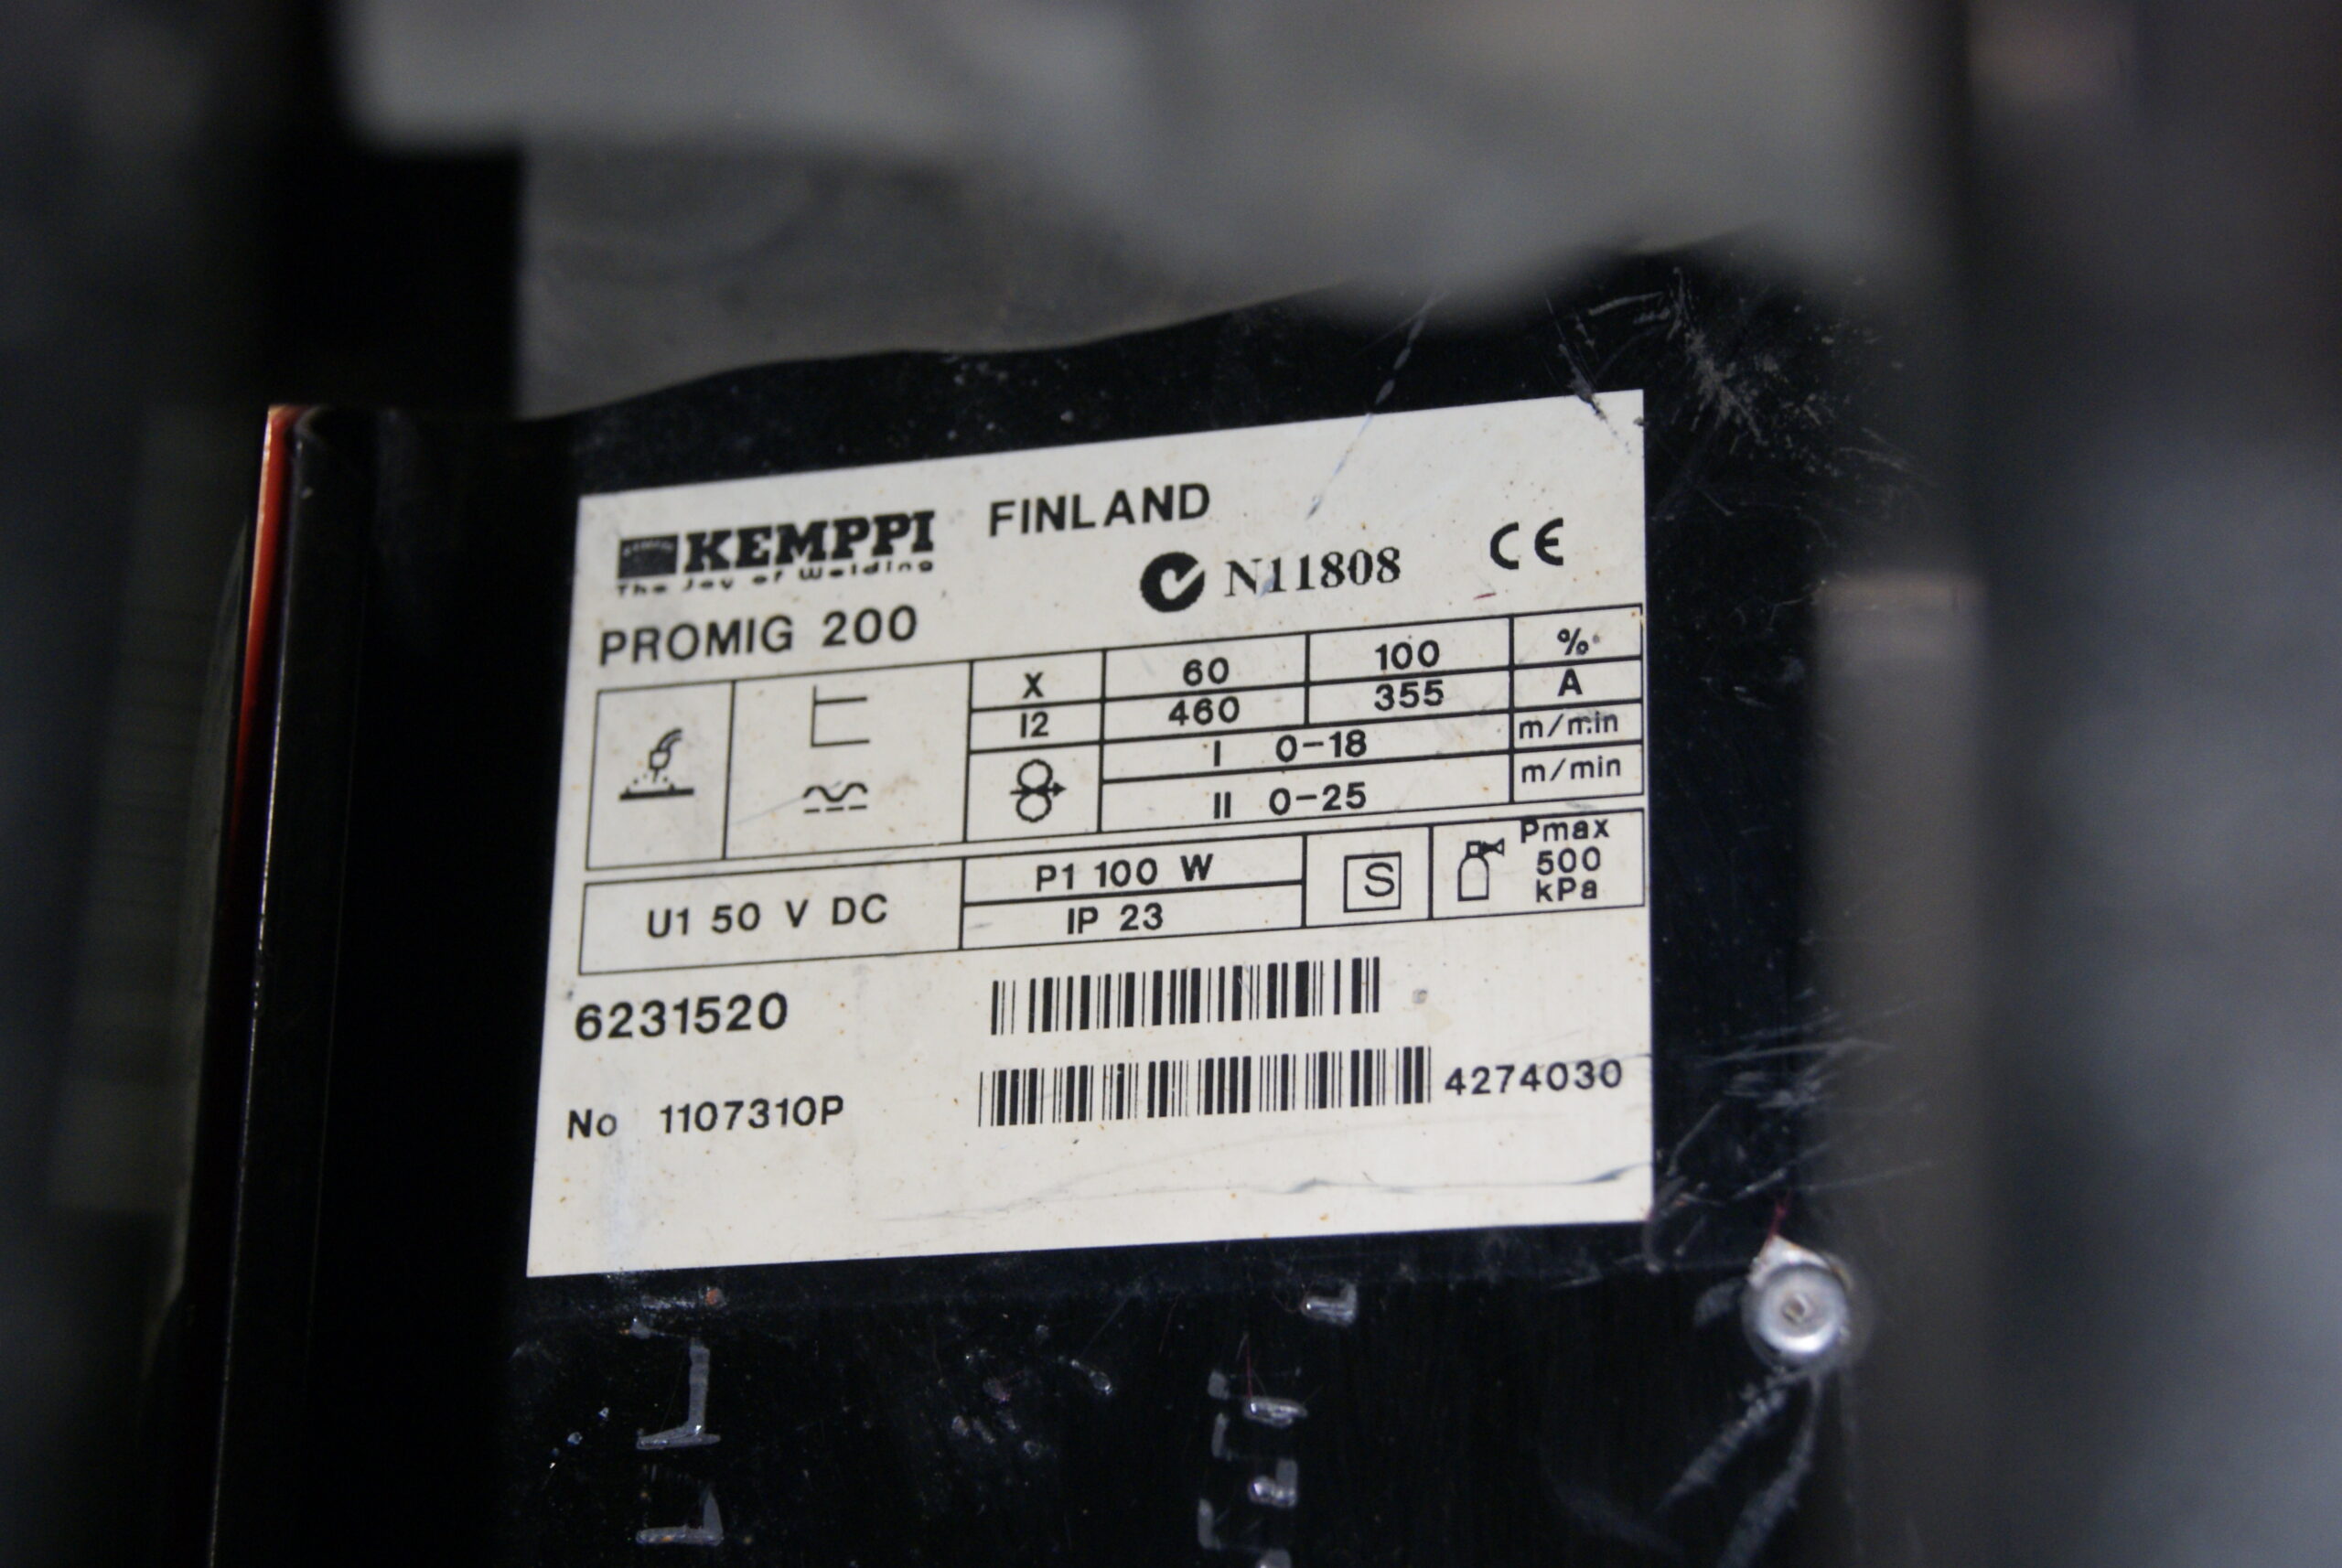 KEMPPI FINLAND
The Joy of Welding
N11808 CE
PROMIG 200
X 60 100 %
I2 460 355 A
I 0-18 m/min
II 0-25 m/min
U1 50 V DC
P1 100 W
IP 23
S
Pmax
500
kPa
6231520
No 1107310P 4274030